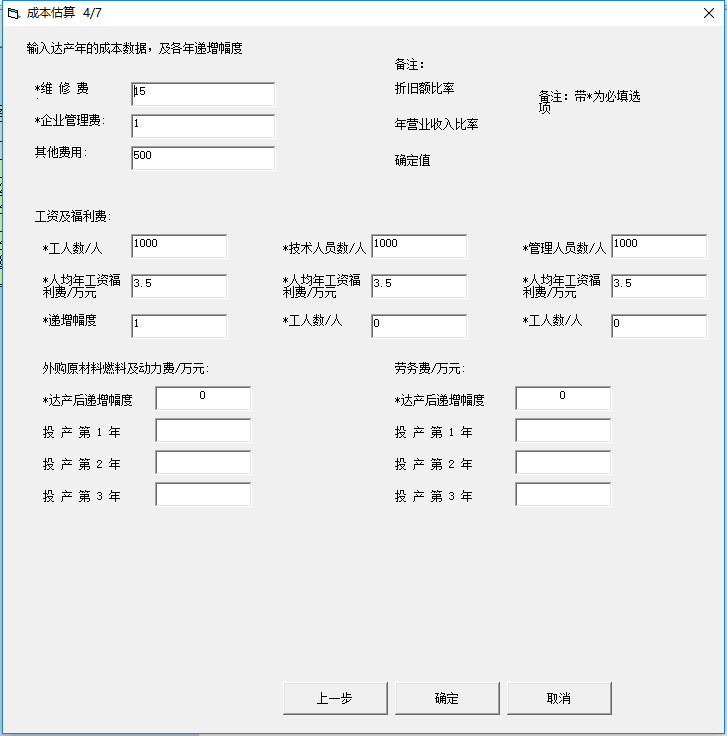 成本估算 4/7
输入达产年的成本数据，及各年递增幅度
备注：
*维 修 费
:
15
折旧额比率
备注：带*为必填选
项
*企业管理费:
1
年营业收入比率
其他费用:
500
确定值
工资及福利费:
*工人数/人
1000
*技术人员数/人
1000
*管理人员数/人
1000
*人均年工资福
利费/万元
3.5
*人均年工资福
利费/万元
3.5
*人均年工资福
利费/万元
3.5
*递增幅度
1
*工人数/人
0
*工人数/人
0
外购原材料燃料及动力费/万元:
劳务费/万元:
*达产后递增幅度
0
*达产后递增幅度
0
投 产 第 1 年
投 产 第 1 年
投 产 第 2 年
投 产 第 2 年
投 产 第 3 年
投 产 第 3 年
上一步
确定
取消